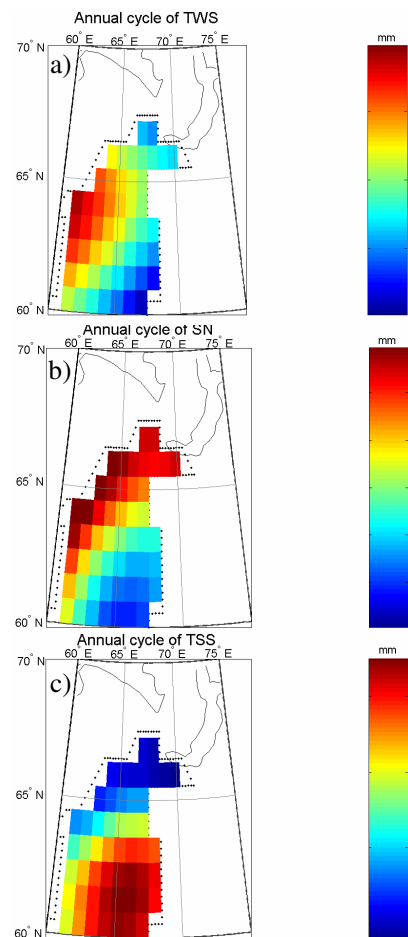 Annual cycle of TWS
60° E 65° E 70° E 75° E
mm
70° N
a)
65° N
60° N
Annual cycle of SN
60° E 65° E 70° E 75° E
mm
70° N
b)
65° N
60° N
Annual cycle of TSS
60° E 65° E 70° E 75° E
mm
70° N
c)
65° N
60° N